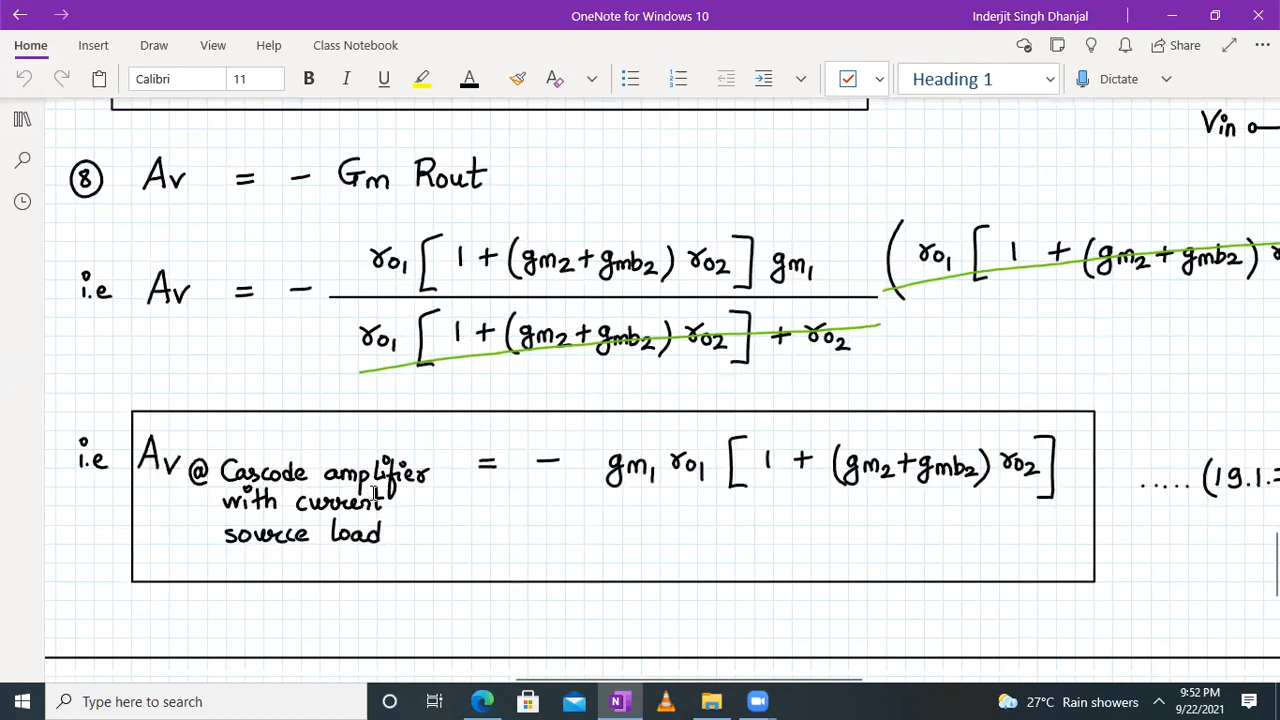 OneNote for Windows 10
Inderjit Singh Dhanjal
Home Insert Draw View Help Class Notebook
Share
Calibri 11 B I U A Heading 1 Dictate
Vin
8 Av = - Gm Rout
i.e Av = - ro1 [ 1 + (gm2 + gmb2) ro2 ] gm1 ( ro1 [ 1 + (gm2 + gmb2)
ro1 [ 1 + (gm2 + gmb2) ro2 ] + ro2
i.e Av @ Cascode amplifier = - gm1 ro1 [ 1 + (gm2 + gmb2) ro2 ] ..... (19.1.
with current
source load
Type here to search
27°C Rain showers
9:52 PM
9/22/2021